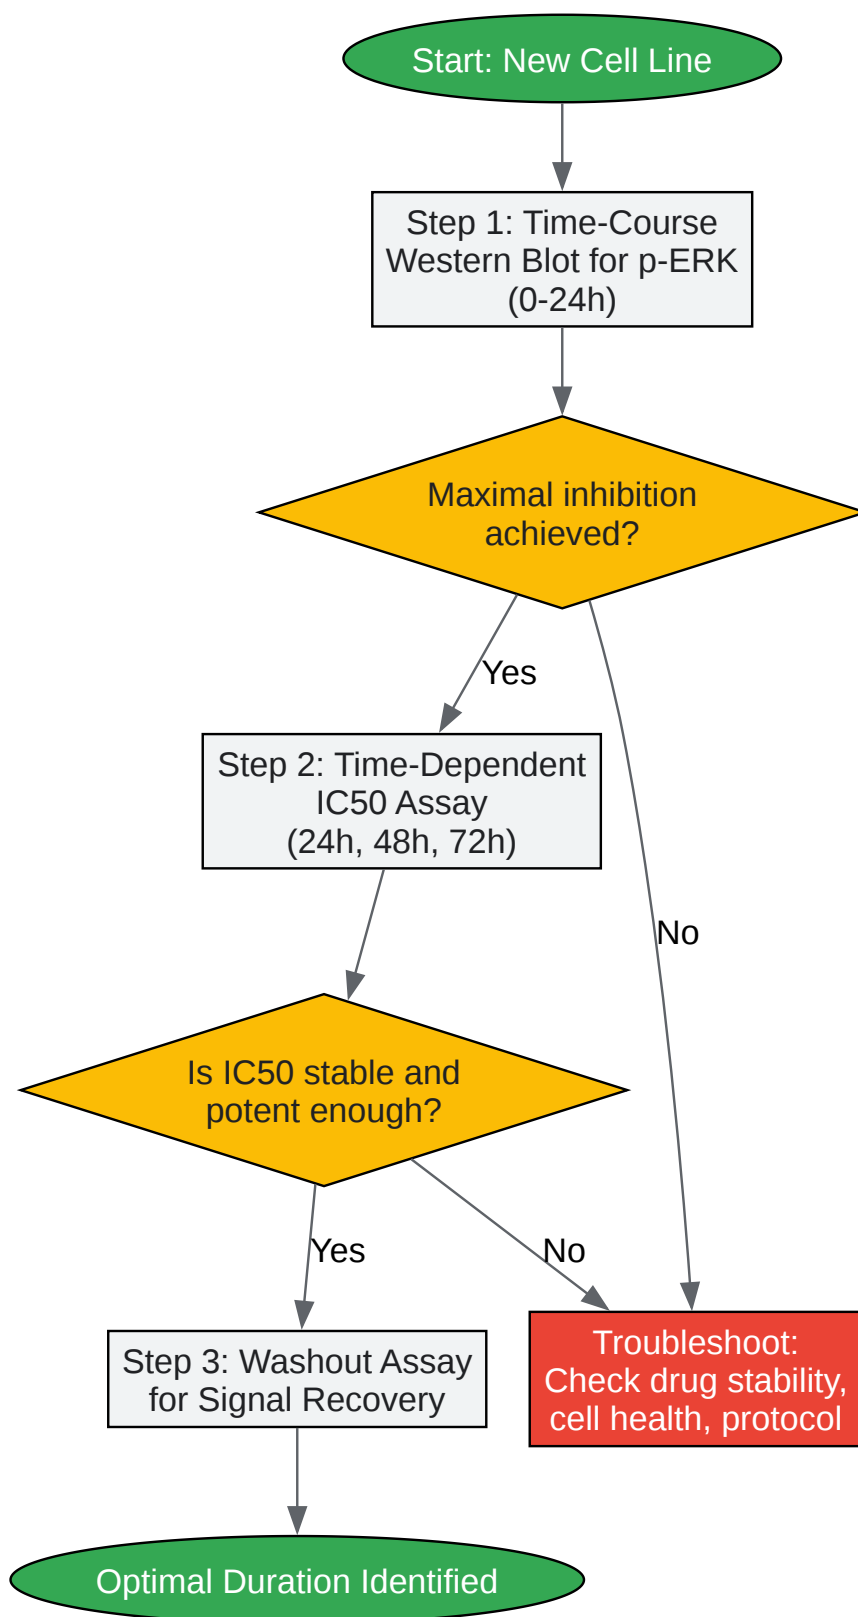 Start: New Cell Line
Step 1: Time-Course
Western Blot for p-ERK
(0-24h)
Maximal inhibition
achieved?
Yes
Step 2: Time-Dependent
IC50 Assay
(24h, 48h, 72h)
No
Is IC50 stable and
potent enough?
Yes
No
Step 3: Washout Assay
for Signal Recovery
Troubleshoot:
Check drug stability,
cell health, protocol
Optimal Duration Identified